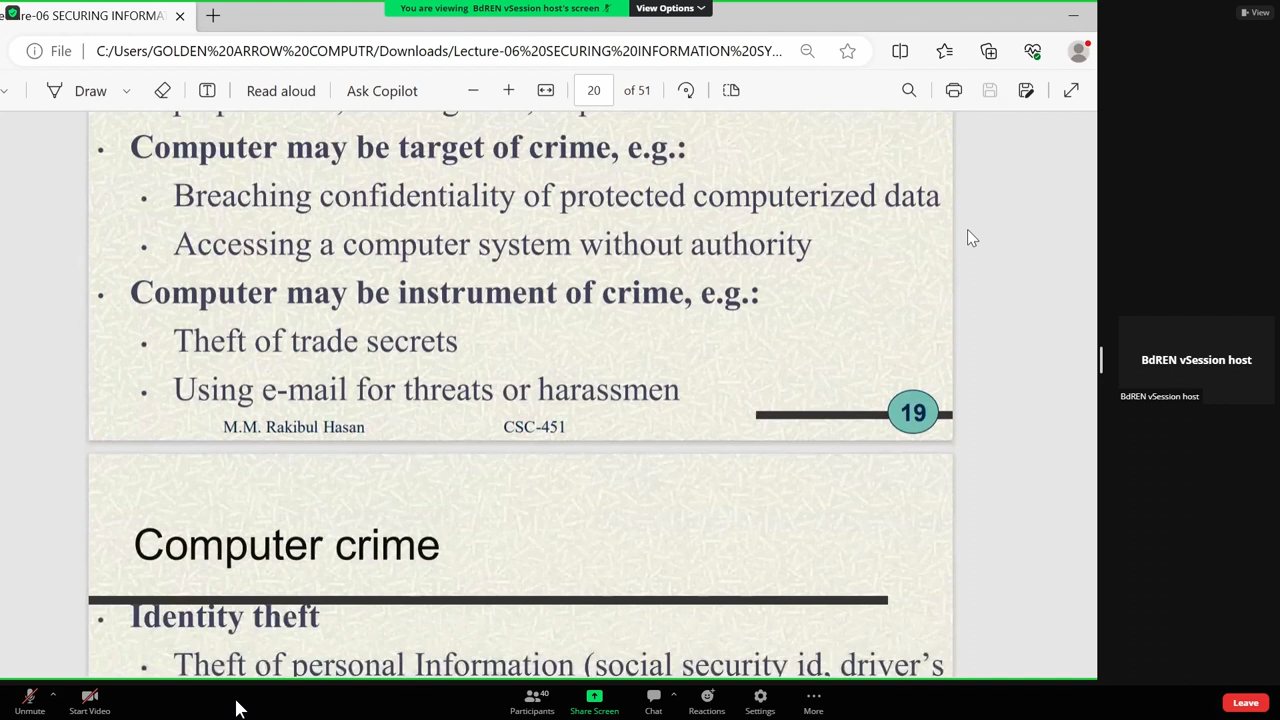 re-06 SECURING INFORMA
You are viewing BdREN vSession host's screen
View Options
View
File
C:/Users/GOLDEN%20ARROW%20COMPUTR/Downloads/Lecture-06%20SECURING%20INFORMATION%20SY...
Draw
Read aloud
Ask Copilot
20
of 51
Computer may be target of crime, e.g.:
Breaching confidentiality of protected computerized data
Accessing a computer system without authority
Computer may be instrument of crime, e.g.:
Theft of trade secrets
Using e-mail for threats or harassmen
19
M.M. Rakibul Hasan
CSC-451
Computer crime
Identity theft
Theft of personal Information (social security id, driver's
BdREN vSession host
BdREN vSession host
Unmute
Start Video
Participants
40
Share Screen
Chat
Reactions
Settings
More
Leave